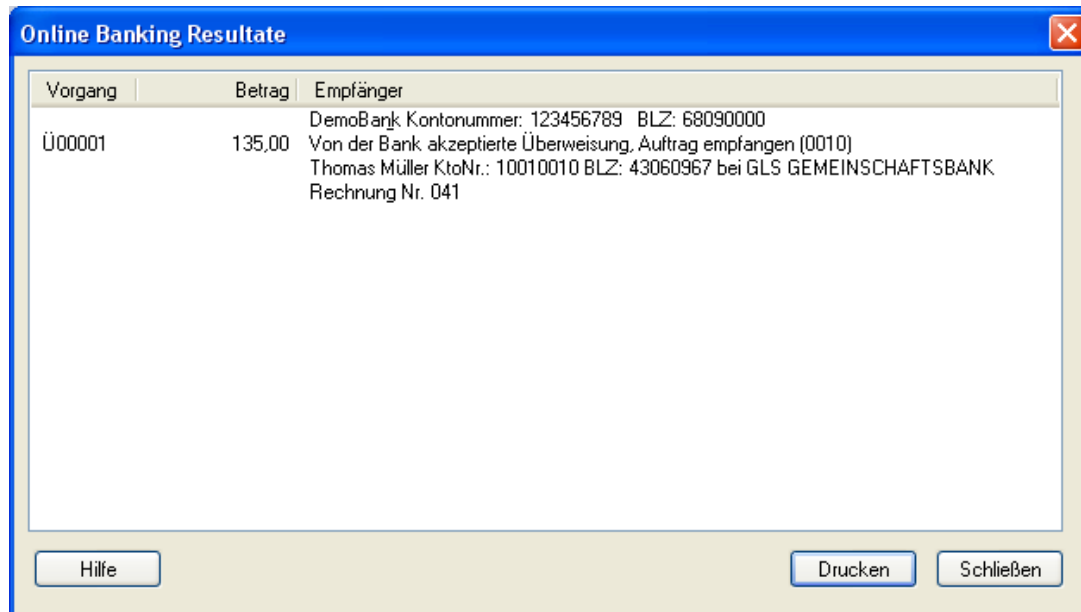 Online Banking Resultate
Vorgang Betrag Empfänger
DemoBank Kontonummer: 123456789 BLZ: 68090000
Ü00001 135,00 Von der Bank akzeptierte Überweisung, Auftrag empfangen (0010)
Thomas Müller KtoNr.: 10010010 BLZ: 43060967 bei GLS GEMEINSCHAFTSBANK
Rechnung Nr. 041
Hilfe Drucken Schließen